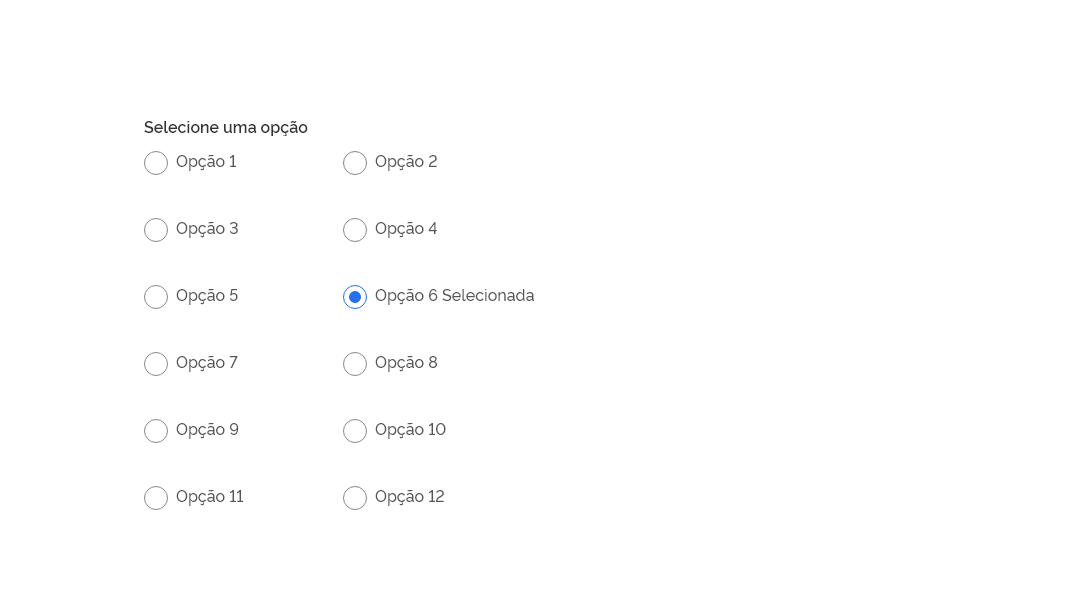 Selecione uma opção
Opção 1
Opção 2
Opção 3
Opção 4
Opção 5
Opção 6 Selecionada
Opção 7
Opção 8
Opção 9
Opção 10
Opção 11
Opção 12